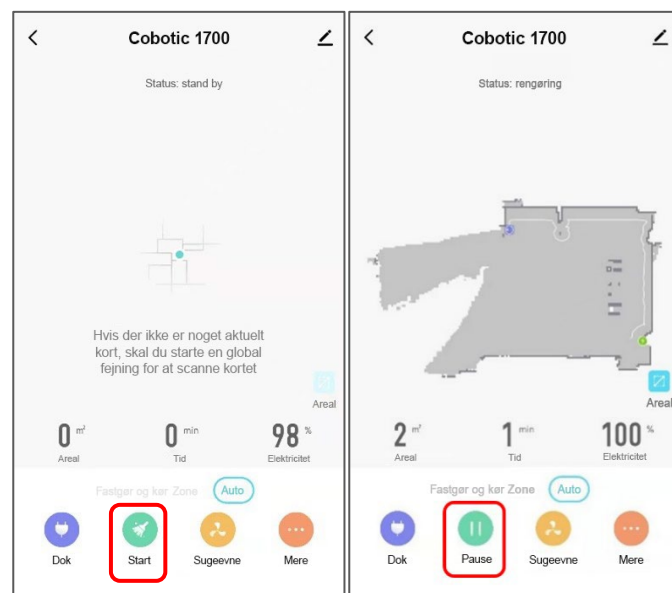 Cobotic 1700
Status: stand by
Hvis der ikke er noget aktuelt
kort, skal du starte en global
fejning for at scanne kortet
Areal
0 m²
0 min
98 %
Areal
Tid
Elektricitet
Fastgør og kør Zone
Auto
Dok
Start
Sugeevne
Mere
Cobotic 1700
Status: rengøring
Areal
2 m²
1 min
100 %
Areal
Tid
Elektricitet
Fastgør og kør Zone
Auto
Dok
Pause
Sugeevne
Mere